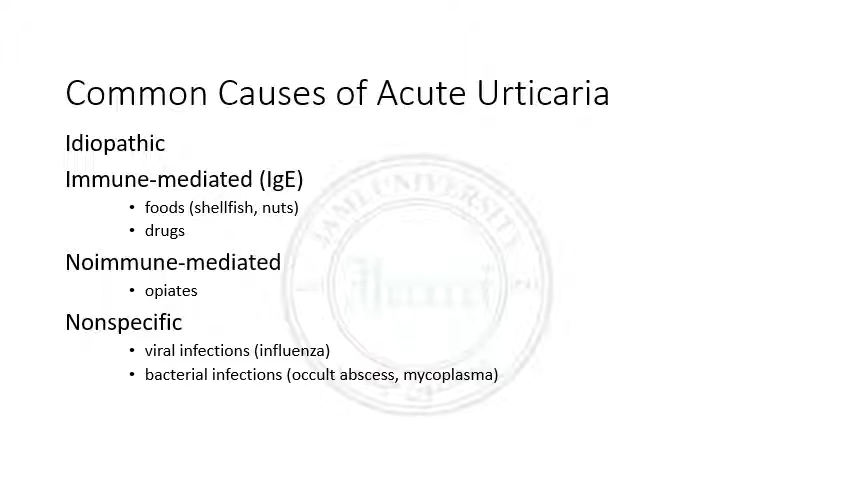 Common Causes of Acute Urticaria
Idiopathic
Immune-mediated (IgE)
• foods (shellfish, nuts)
• drugs
Noimmune-mediated
• opiates
Nonspecific
• viral infections (influenza)
• bacterial infections (occult abscess, mycoplasma)
UNIVERSITY